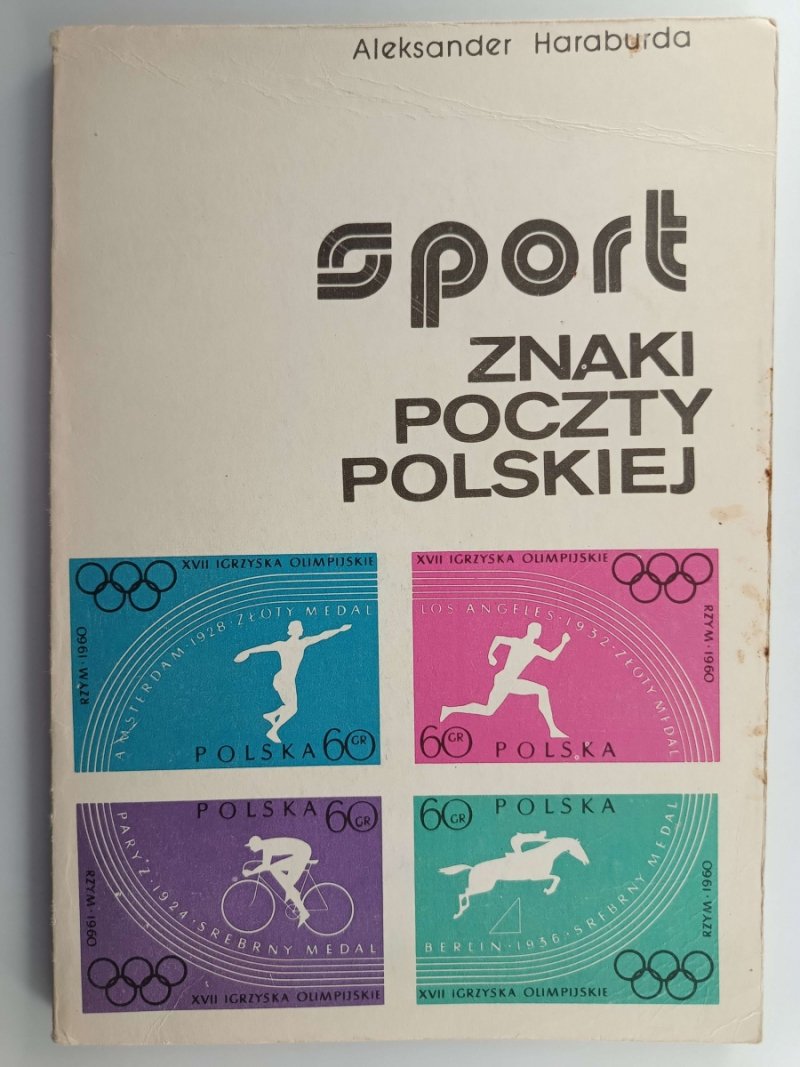 Aleksander Haraburda
sport
ZNAKI
POCZTY
POLSKIEJ
XVII IGRZYSKA OLIMPIJSKIE
RZYM · 1960
AMSTERDAM · 1928 · ZŁOTY MEDAL
POLSKA 60 GR
XVII IGRZYSKA OLIMPIJSKIE
RZYM · 1960
LOS ANGELES · 1932 · ZŁOTY MEDAL
60 GR POLSKA
POLSKA 60 GR
PARYŻ · 1924 · SREBRNY MEDAL
RZYM · 1960
XVII IGRZYSKA OLIMPIJSKIE
60 GR POLSKA
BERLIN · 1936 · SREBRNY MEDAL
RZYM · 1960
XVII IGRZYSKA OLIMPIJSKIE